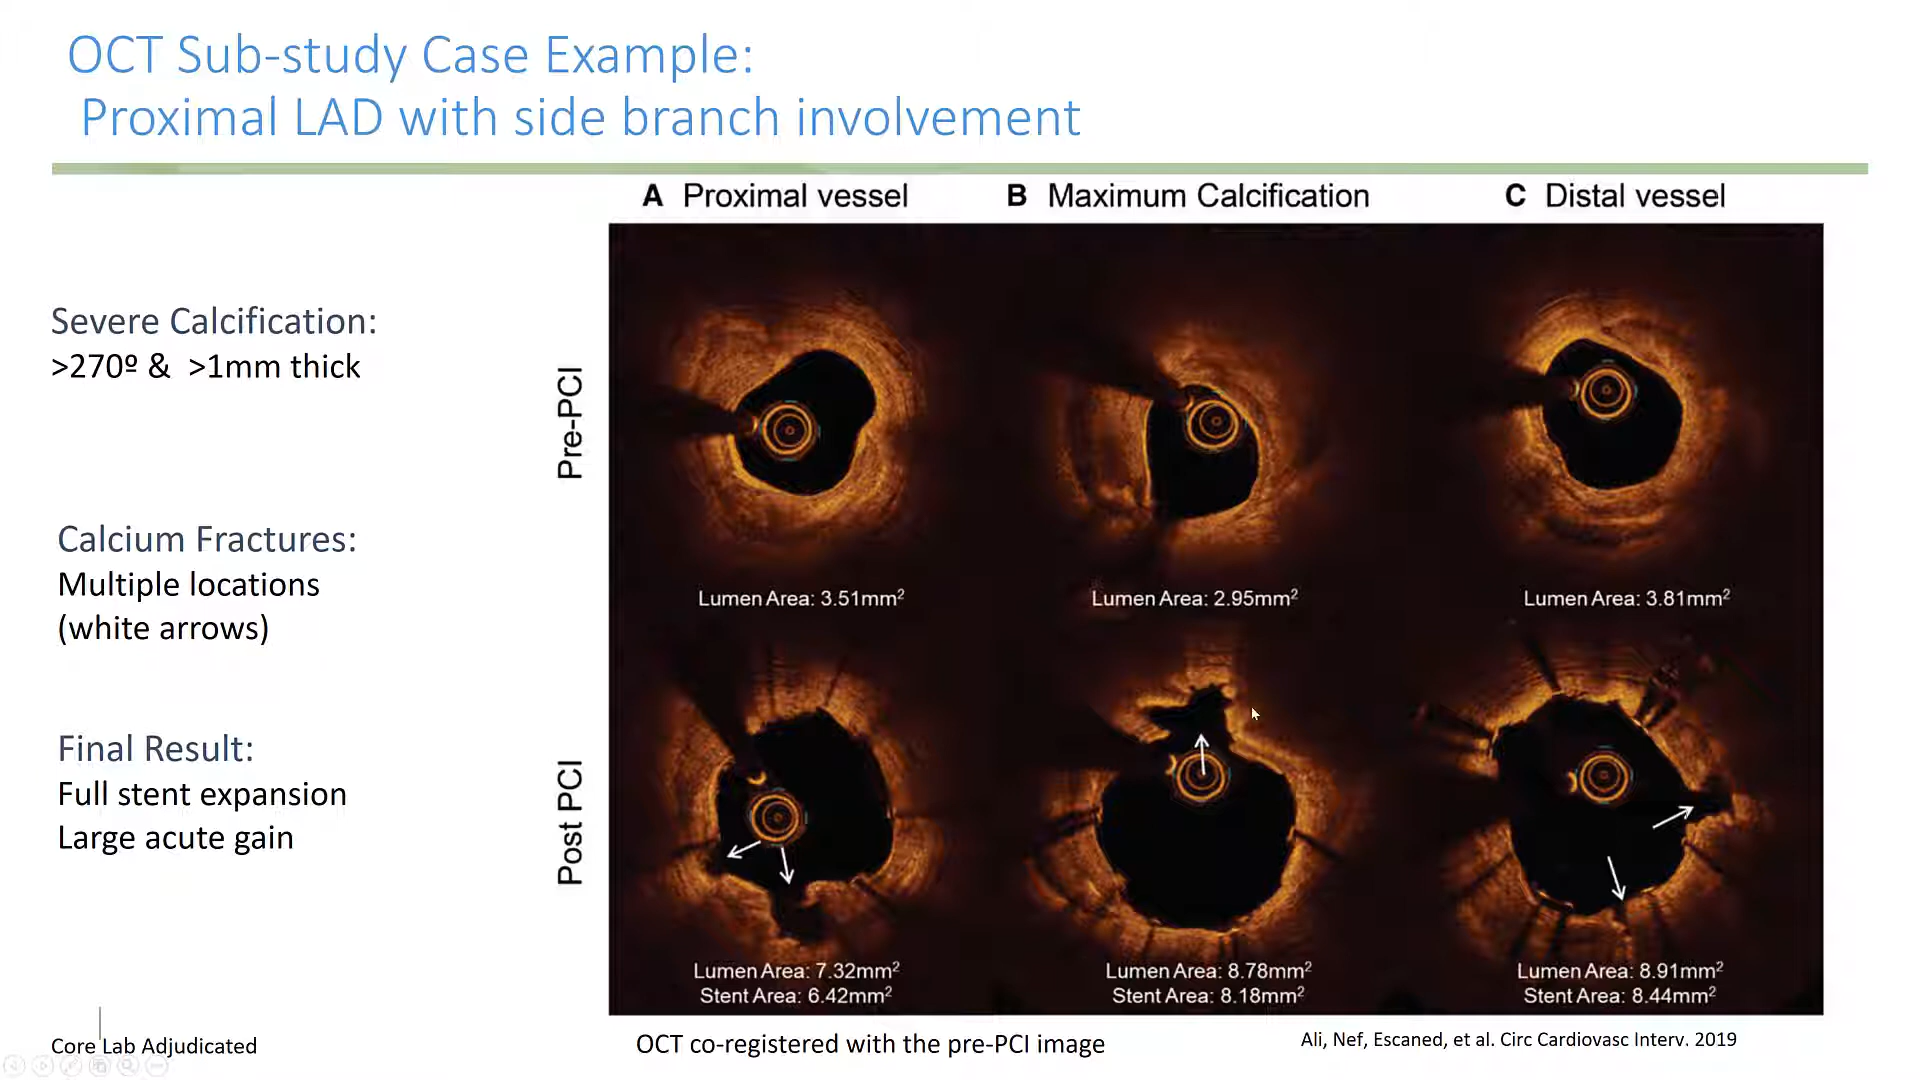 OCT Sub-study Case Example:
Proximal LAD with side branch involvement
A Proximal vessel
B Maximum Calcification
C Distal vessel
Severe Calcification:
>270º & >1mm thick
Calcium Fractures:
Multiple locations
(white arrows)
Final Result:
Full stent expansion
Large acute gain
Pre-PCI
Lumen Area: 3.51mm²
Lumen Area: 2.95mm²
Lumen Area: 3.81mm²
Post PCI
Lumen Area: 7.32mm²
Stent Area: 6.42mm²
Lumen Area: 8.78mm²
Stent Area: 8.18mm²
Lumen Area: 8.91mm²
Stent Area: 8.44mm²
Core Lab Adjudicated
OCT co-registered with the pre-PCI image
Ali, Nef, Escaned, et al. Circ Cardiovasc Interv. 2019